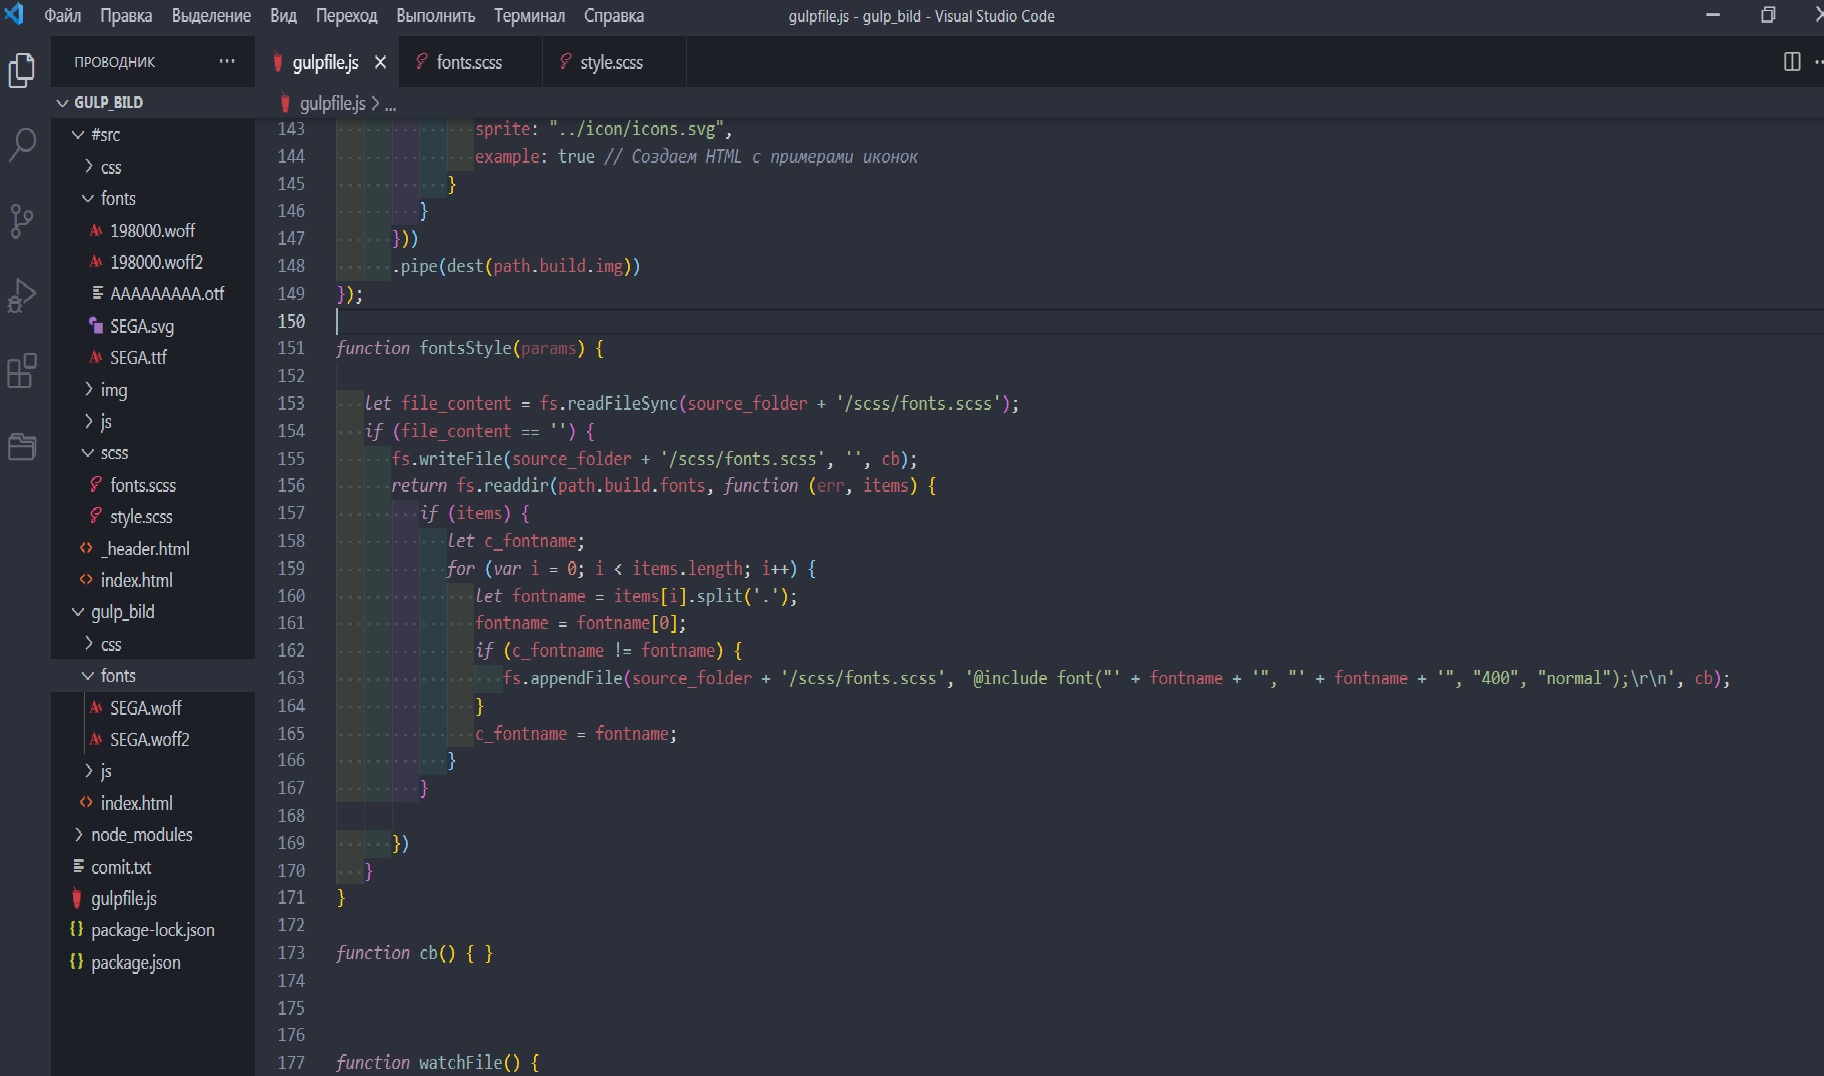 Файл Правка Выделение Вид Переход Выполнить Терминал Справка
gulpfile.js - gulp_bild - Visual Studio Code
ПРОВОДНИК ···
gulpfile.js fonts.scss style.scss
GULP_BILD
#src
css
fonts
198000.woff
198000.woff2
AAAAAAAAA.otf
SEGA.svg
SEGA.ttf
img
js
scss
fonts.scss
style.scss
_header.html
index.html
gulp_bild
css
fonts
SEGA.woff
SEGA.woff2
js
index.html
node_modules
comit.txt
gulpfile.js
package-lock.json
package.json
gulpfile.js > ...
143 sprite: "../icon/icons.svg",
144 example: true // Создаем HTML с примерами иконок
145 }
146 }
147 }))
148 .pipe(dest(path.build.img))
149 });
150
151 function fontsStyle(params) {
152
153 let file_content = fs.readFileSync(source_folder + '/scss/fonts.scss');
154 if (file_content == '') {
155 fs.writeFile(source_folder + '/scss/fonts.scss', '', cb);
156 return fs.readdir(path.build.fonts, function (err, items) {
157 if (items) {
158 let c_fontname;
159 for (var i = 0; i < items.length; i++) {
160 let fontname = items[i].split('.');
161 fontname = fontname[0];
162 if (c_fontname != fontname) {
163 fs.appendFile(source_folder + '/scss/fonts.scss', '@include font("' + fontname + '", "' + fontname + '", "400", "normal");\r\n', cb);
164 }
165 c_fontname = fontname;
166 }
167 }
168
169 })
170 }
171 }
172
173 function cb() { }
174
175
176
177 function watchFile() {